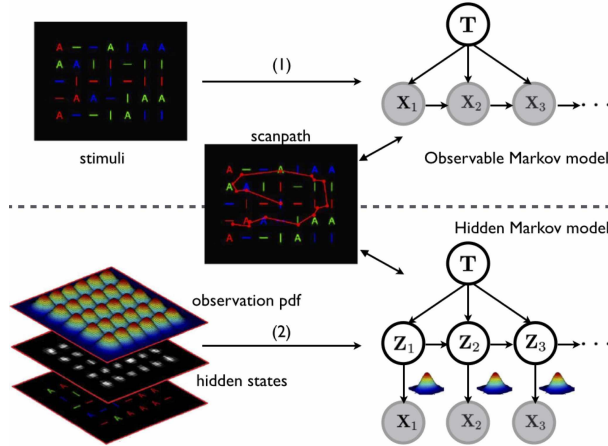 (1)
T
X₁ X₂ X₃ . . .
A — — A | A A
stimuli
scanpath
Observable Markov model
Hidden Markov model
T
observation pdf
(2)
Z₁ Z₂ Z₃ . . .
hidden states
X₁ X₂ X₃